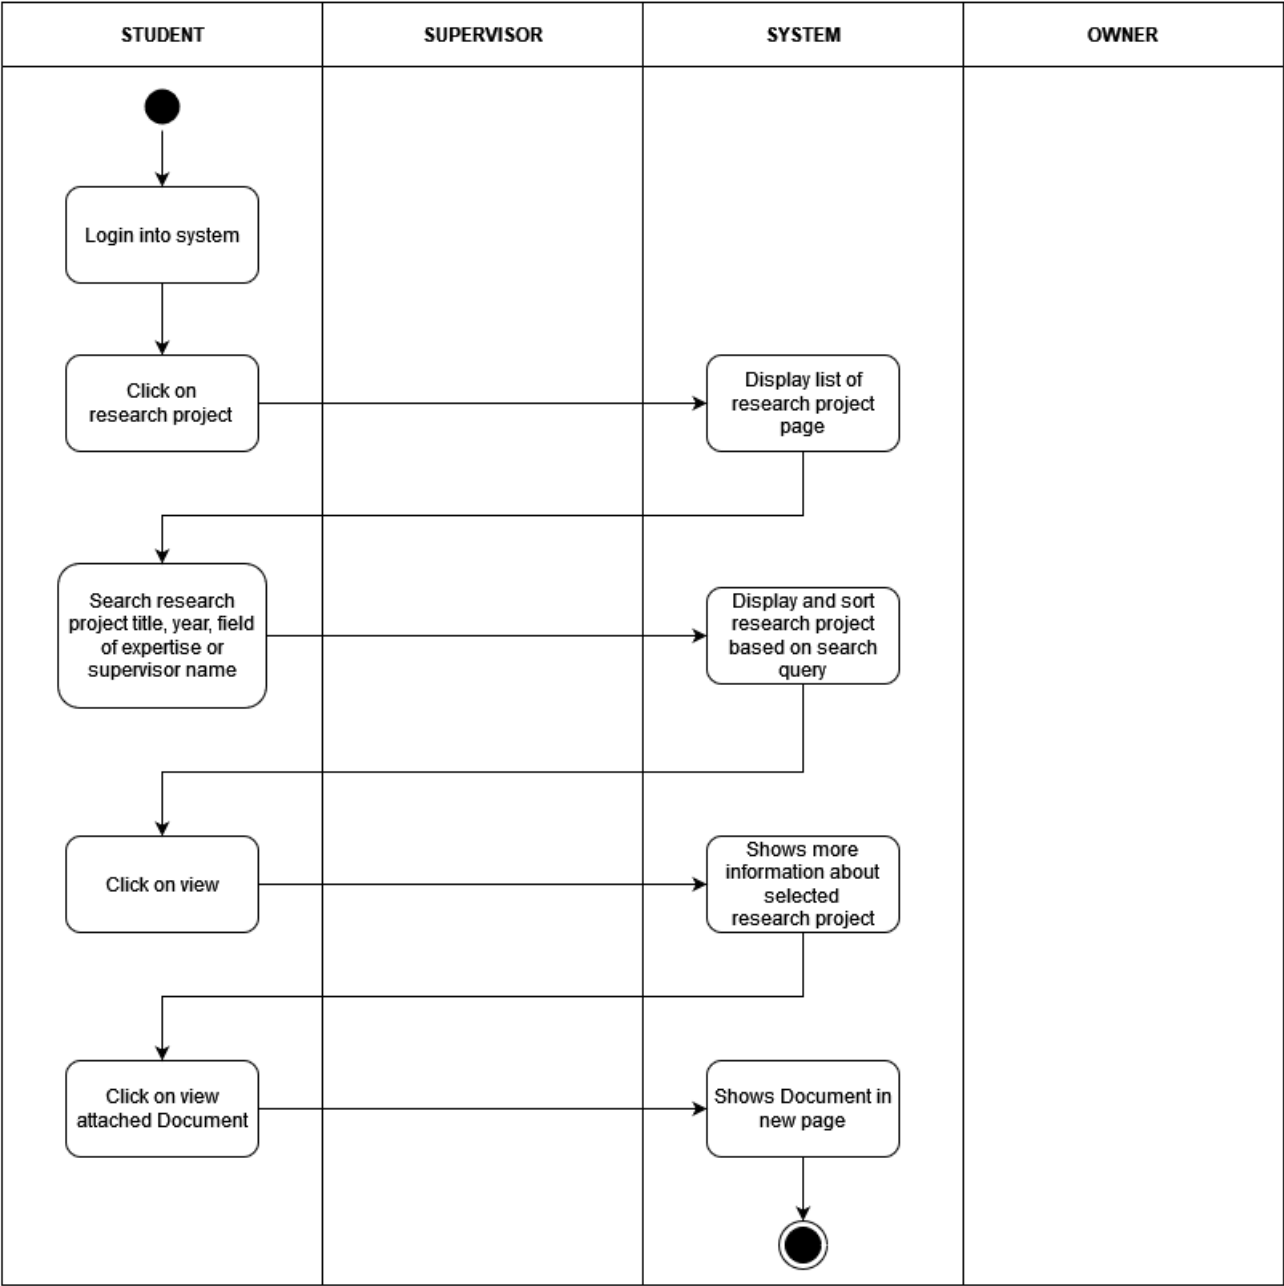 STUDENT
SUPERVISOR
SYSTEM
OWNER
Login into system
Click on
research project
Display list of
research project
page
Search research
project title, year, field
of expertise or
supervisor name
Display and sort
research project
based on search
query
Click on view
Shows more
information about
selected
research project
Click on view
attached Document
Shows Document in
new page